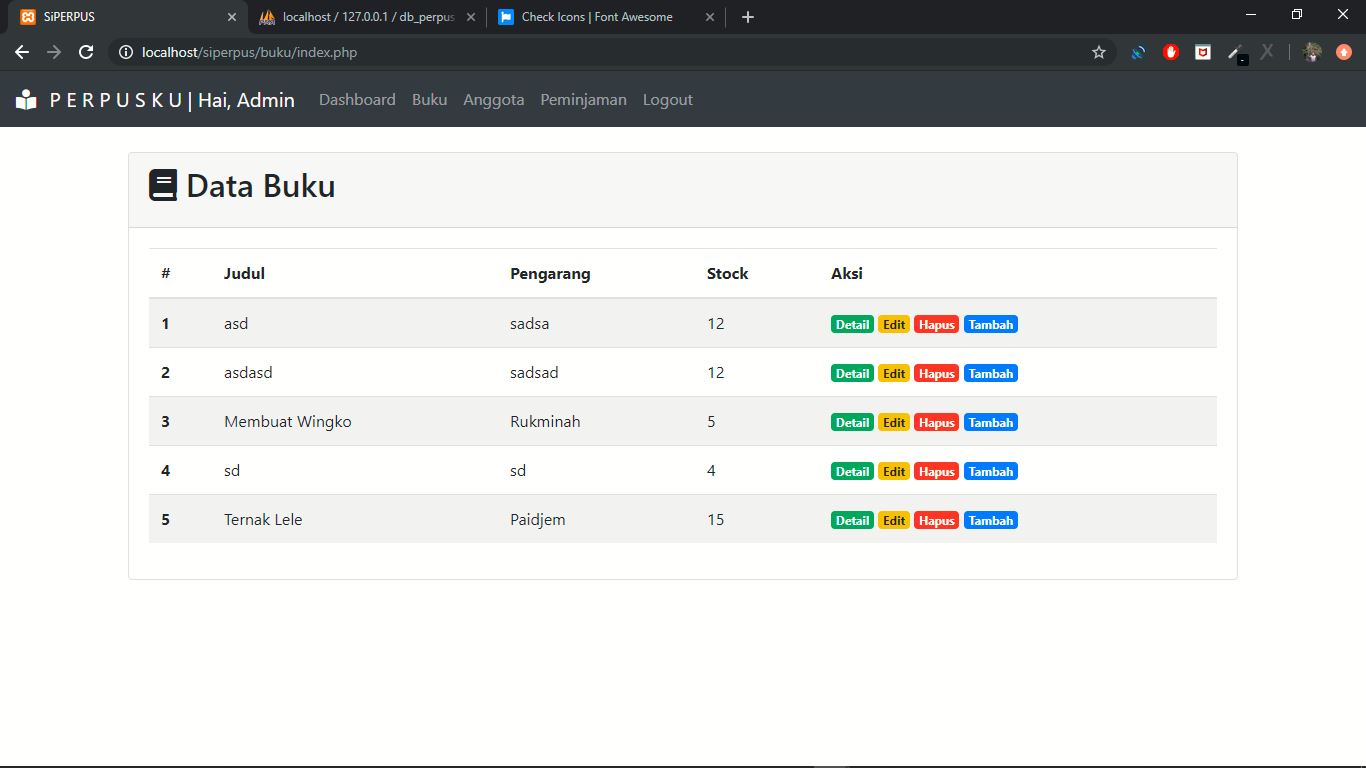 SiPERPUS
localhost / 127.0.0.1 / db_perpus
Check Icons | Font Awesome
localhost/siperpus/buku/index.php
P E R P U S K U | Hai, Admin Dashboard Buku Anggota Peminjaman Logout
Data Buku
# Judul Pengarang Stock Aksi
1 asd sadsa 12 Detail Edit Hapus Tambah
2 asdasd sadsad 12 Detail Edit Hapus Tambah
3 Membuat Wingko Rukminah 5 Detail Edit Hapus Tambah
4 sd sd 4 Detail Edit Hapus Tambah
5 Ternak Lele Paidjem 15 Detail Edit Hapus Tambah